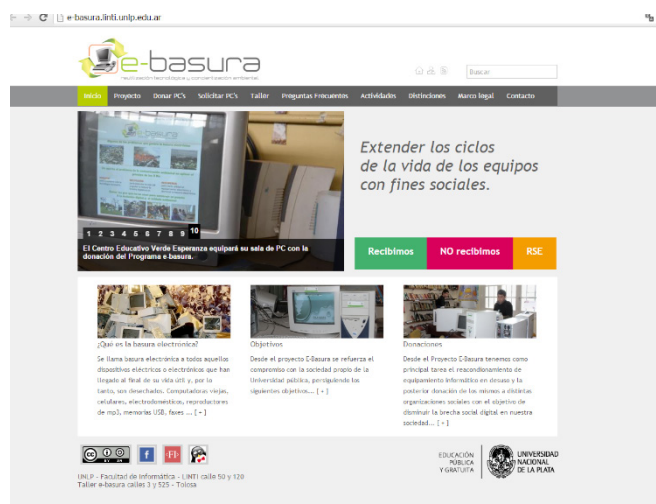 e-basura.linti.unlp.edu.ar
e-basura
reutilización tecnológica y concientización ambiental
Buscar
Inicio Proyecto Donar PC's Solicitar PC's Taller Preguntas Frecuentes Actividades Distinciones Marco legal Contacto
Extender los ciclos
de la vida de los equipos
con fines sociales.
1 2 3 4 5 6 7 8 9 10
El Centro Educativo Verde Esperanza equipará su sala de PC con la
donación del Programa e-basura.
Recibimos NO recibimos RSE
¿Qué es la basura electrónica?
Se llama basura electrónica a todos aquellos
dispositivos eléctricos o electrónicos que han
llegado al final de su vida útil y, por lo
tanto, son desechados. Computadoras viejas,
celulares, electrodomésticos, reproductores
de mp3, memorias USB, faxes ... [ + ]
Objetivos
Desde el proyecto E-Basura se refuerza el
compromiso con la sociedad propio de la
Universidad pública, persiguiendo los
siguientes objetivos... [ + ]
Donaciones
Desde el Proyecto E-Basura tenemos como
principal tarea el reacondionamiento de
equipamiento informático en desuso y la
posterior donación de los mismos a distintas
organizaciones sociales con el objetivo de
disminuir la brecha social digital en nuestra
sociedad... [ + ]
cc
BY
f
FI
EDUCACIÓN
PÚBLICA
Y GRATUITA
UNIVERSIDAD
NACIONAL
DE LA PLATA
UNLP - Facultad de Informática - LINTI calle 50 y 120
Taller e-basura calles 3 y 525 - Tolosa